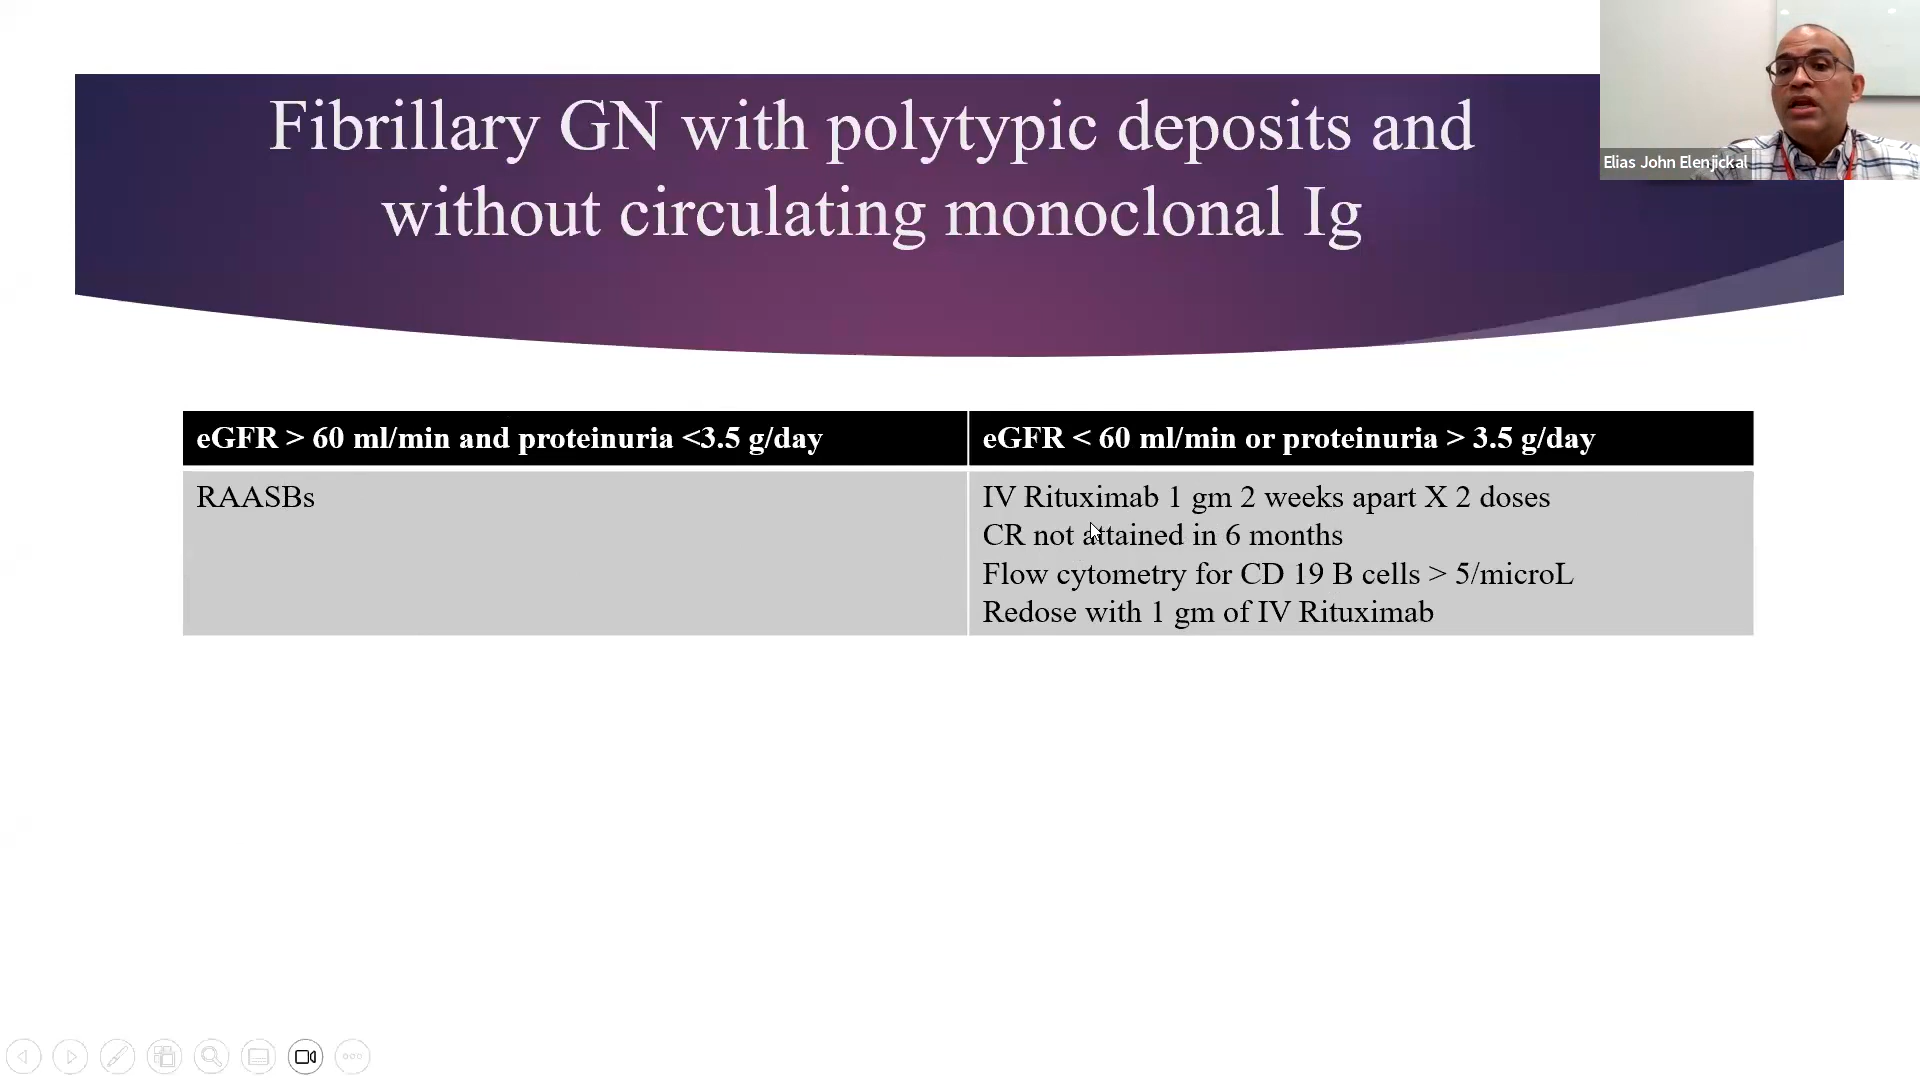 Fibrillary GN with polytypic deposits and
without circulating monoclonal Ig
Elias John Elenjickal
eGFR > 60 ml/min and proteinuria <3.5 g/day
eGFR < 60 ml/min or proteinuria > 3.5 g/day
RAASBs
IV Rituximab 1 gm 2 weeks apart X 2 doses
CR not attained in 6 months
Flow cytometry for CD 19 B cells > 5/microL
Redose with 1 gm of IV Rituximab